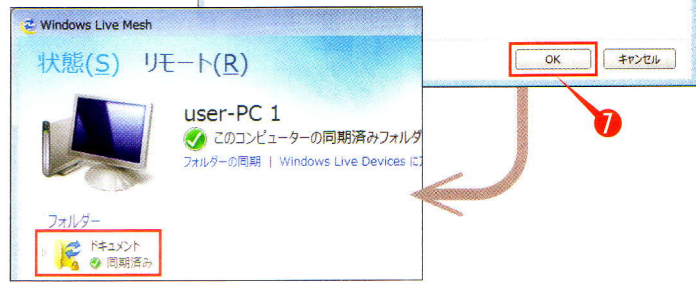 Windows Live Mesh
状態(S) リモート(R)
OK キャンセル
7
user-PC 1
このコンピューターの同期済みフォルダ
フォルダーの同期 | Windows Live Devices に
フォルダー
ドキュメント
同期済み